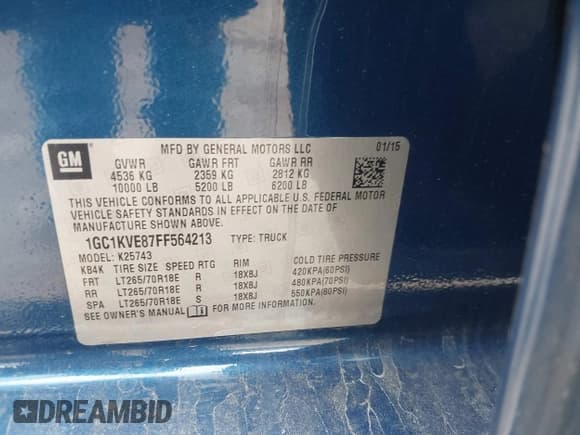 GM
MFD BY GENERAL MOTORS LLC 01/15
GVWR GAWR FRT GAWR RR
4536 KG 2359 KG 2812 KG
10000 LB 5200 LB 6200 LB
THIS VEHICLE CONFORMS TO ALL APPLICABLE U.S. FEDERAL MOTOR
VEHICLE SAFETY STANDARDS IN EFFECT ON THE DATE OF
MANUFACTURE SHOWN ABOVE.
1GC1KVE87FF564213 TYPE: TRUCK
MODEL: K25743
KB4K TIRE SIZE SPEED RTG RIM COLD TIRE PRESSURE
FRT LT265/70R18E R 18X8J 420KPA(60PSI)
RR LT265/70R18E R 18X8J 480KPA(70PSI)
SPA LT265/70R18E S 18X8J 550KPA(80PSI)
SEE OWNER'S MANUAL i FOR MORE INFORMATION.
DREAMBID